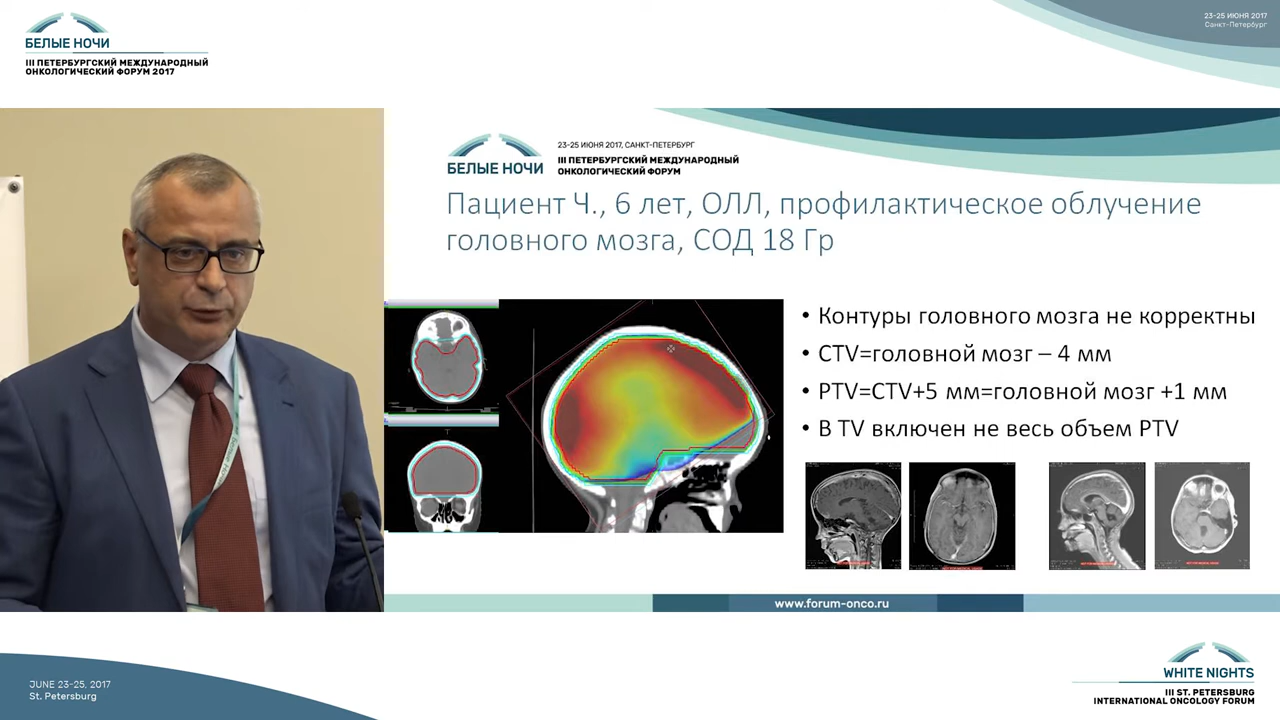 БЕЛЫЕ НОЧИ
III ПЕТЕРБУРГСКИЙ МЕЖДУНАРОДНЫЙ
ОНКОЛОГИЧЕСКИЙ ФОРУМ 2017
23-25 ИЮНЯ 2017
Санкт-Петербург
БЕЛЫЕ НОЧИ
23-25 ИЮНЯ 2017, САНКТ-ПЕТЕРБУРГ
III ПЕТЕРБУРГСКИЙ МЕЖДУНАРОДНЫЙ
ОНКОЛОГИЧЕСКИЙ ФОРУМ
Пациент Ч., 6 лет, ОЛЛ, профилактическое облучение
головного мозга, СОД 18 Гр
• Контуры головного мозга не корректны
• CTV=головной мозг – 4 мм
• PTV=CTV+5 мм=головной мозг +1 мм
• В TV включен не весь объем PTV
www.forum-onco.ru
JUNE 23-25, 2017
St. Petersburg
WHITE NIGHTS
III ST. PETERSBURG
INTERNATIONAL ONCOLOGY FORUM